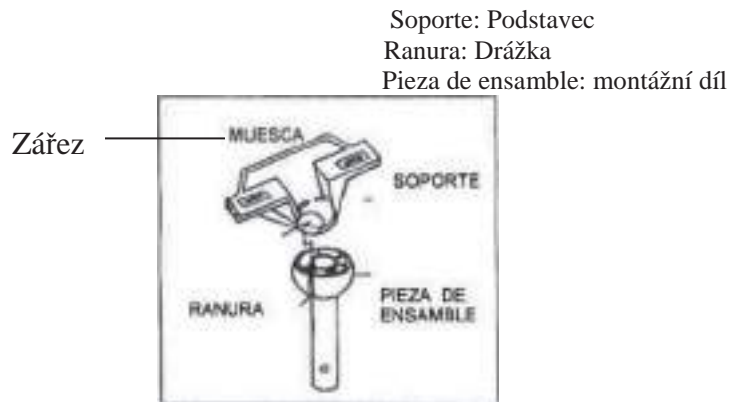 Soporte: Podstavec
Ranura: Drážka
Pieza de ensamble: montážní díl
Zářez
MUESCA
SOPORTE
RANURA
PIEZA DE
ENSAMBLE